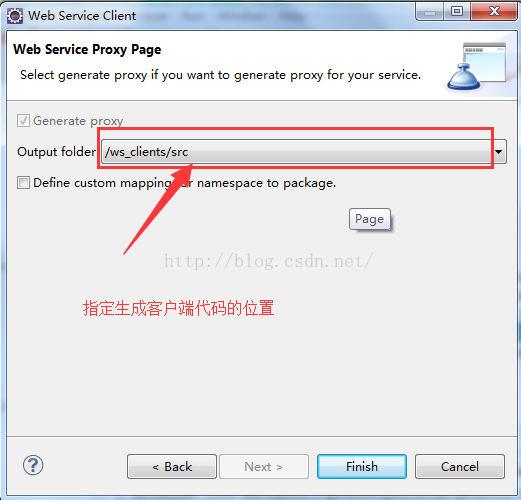 Web Service Client
Web Service Proxy Page
Select generate proxy if you want to generate proxy for your service.
Generate proxy
Output folder /ws_clients/src
Define custom mapping for namespace to package.
Page
http://blog.csdn.net/
指定生成客户端代码的位置
? < Back Next > Finish Cancel